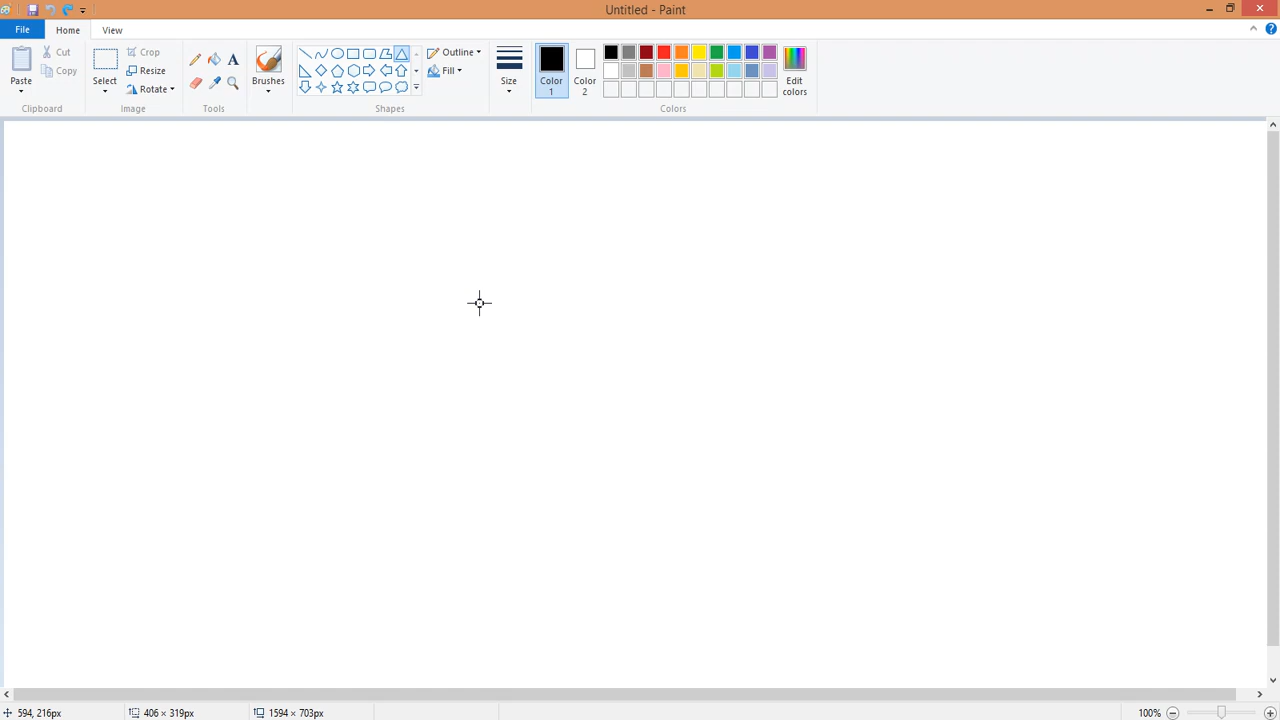 Untitled - Paint
File Home View
Paste
Cut
Copy
Clipboard
Select
Crop
Resize
Rotate
Image
A
Tools
Brushes
Outline
Fill
Shapes
Size
Color
1
Color
2
Edit
colors
Colors
594, 216px 406 × 319px 1594 × 703px 100%